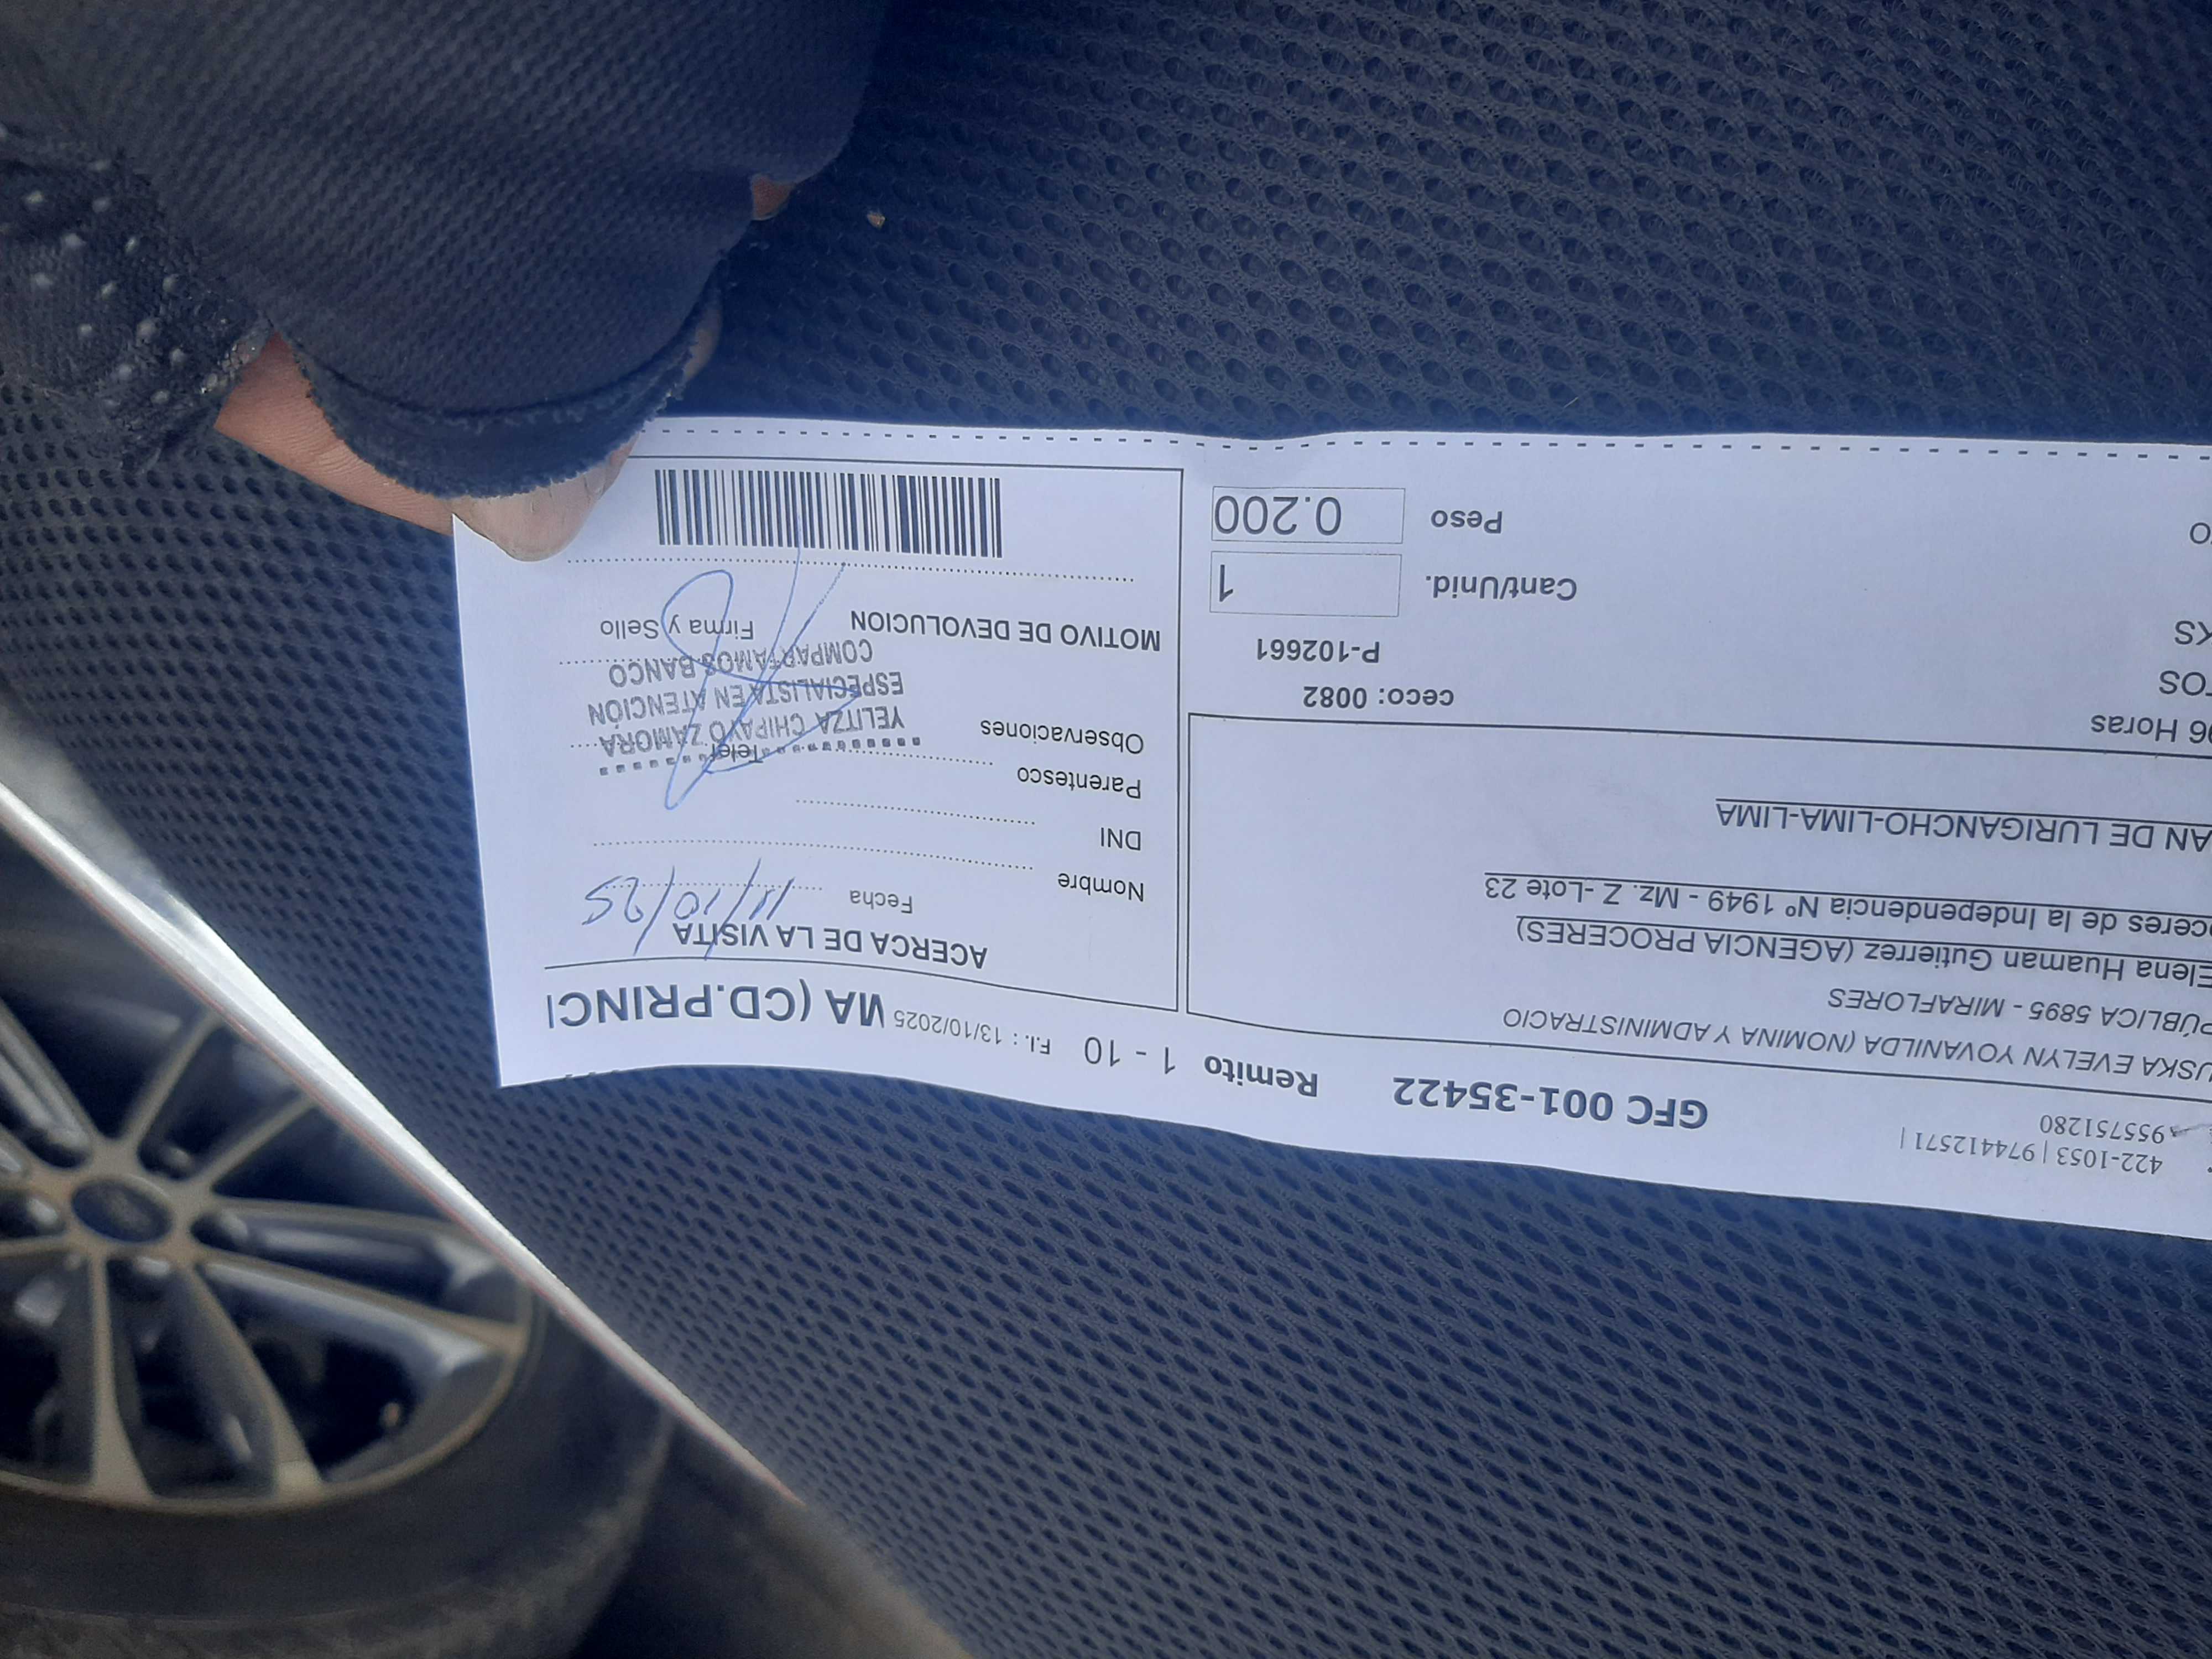 422-1053 | 974412571 |
955751280
GFC 001-35422
Remito 1 - 10 F.I. : 13/10/2025 MA (CD.PRINCI
USKA EVELYN YOVANILDA (NOMINA Y ADMINISTRACIO
PÚBLICA 5895 - MIRAFLORES
Elena Huaman Gutierrez (AGENCIA PROCERES)
ceres de la Independencia Nº 1949 - Mz. Z -Lote 23
AN DE LURIGANCHO-LIMA-LIMA
96 Horas
TOS
KS
O
ceco: 0082
P-102661
Cant/Unid. 1
Peso 0.200
ACERCA DE LA VISITA
Fecha 11/10/25
Nombre
DNI
Parentesco
Telef
Observaciones
YELITZA CHIPAYO ZAMORA
ESPECIALISTA EN ATENCIÓN
COMPARTAMOS BANCO
MOTIVO DE DEVOLUCION Firma y Sello